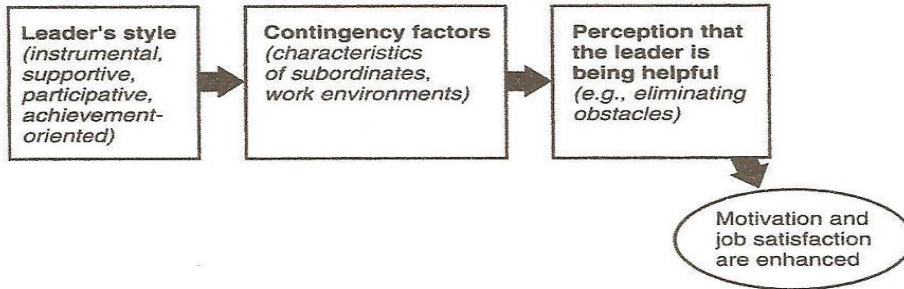 Leader's style
(instrumental,
supportive,
participative,
achievement-
oriented)
Contingency factors
(characteristics
of subordinates,
work environments)
Perception that
the leader is
being helpful
(e.g., eliminating
obstacles)
Motivation and
job satisfaction
are enhanced